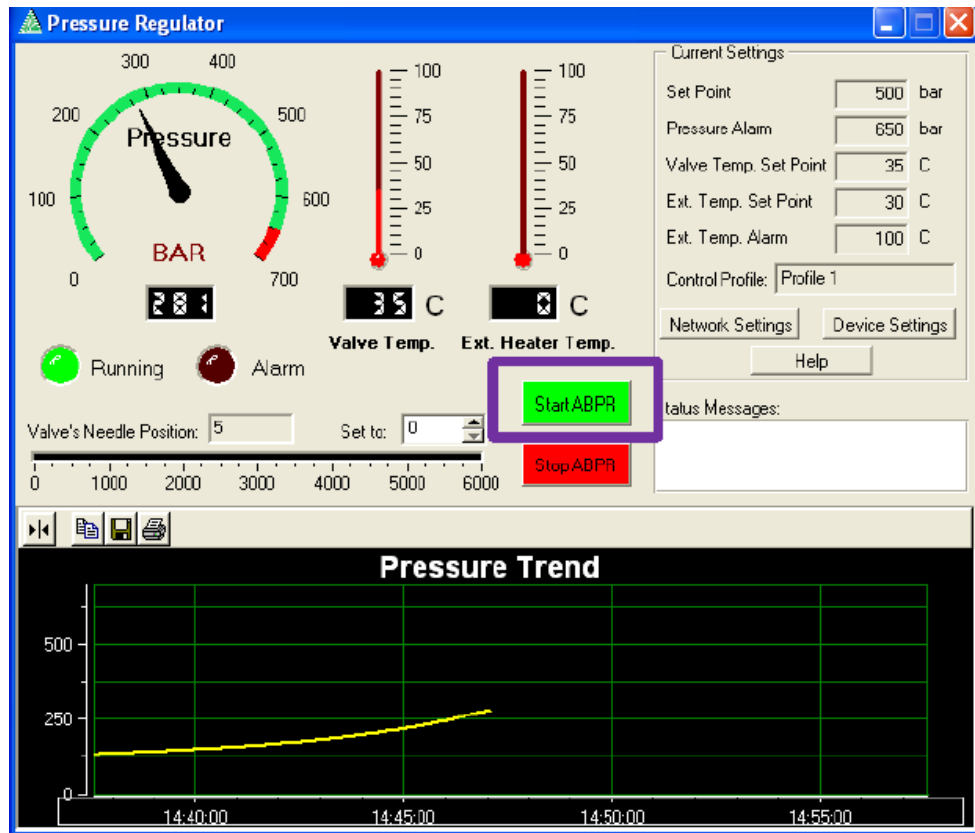 Pressure Regulator
300 400
200 500
Pressure
100 600
BAR
0 700
281
100
75
50
25
0
35 C
Valve Temp.
100
75
50
25
0
0 C
Ext. Heater Temp.
Running
Alarm
Start ABPR
Stop ABPR
Valve's Needle Position: 5
Set to: 0
0 1000 2000 3000 4000 5000 6000
Current Settings
Set Point 500 bar
Pressure Alarm 650 bar
Valve Temp. Set Point 35 C
Ext. Temp. Set Point 30 C
Ext. Temp. Alarm 100 C
Control Profile: Profile 1
Network Settings Device Settings
Help
tatus Messages:
Pressure Trend
500
250
0
14:40:00 14:45:00 14:50:00 14:55:00